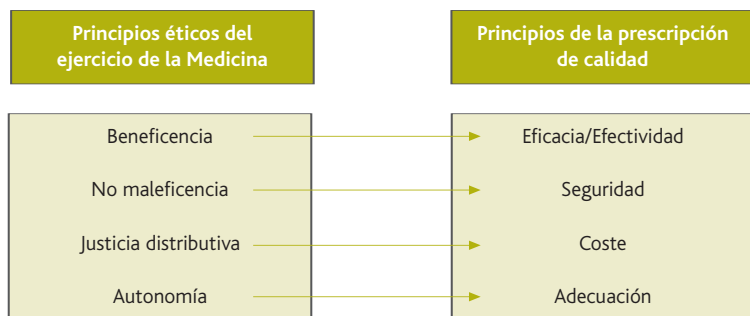 Principios éticos del
ejercicio de la Medicina
Principios de la prescripción
de calidad
Beneficencia
Eficacia/Efectividad
No maleficencia
Seguridad
Justicia distributiva
Coste
Autonomía
Adecuación